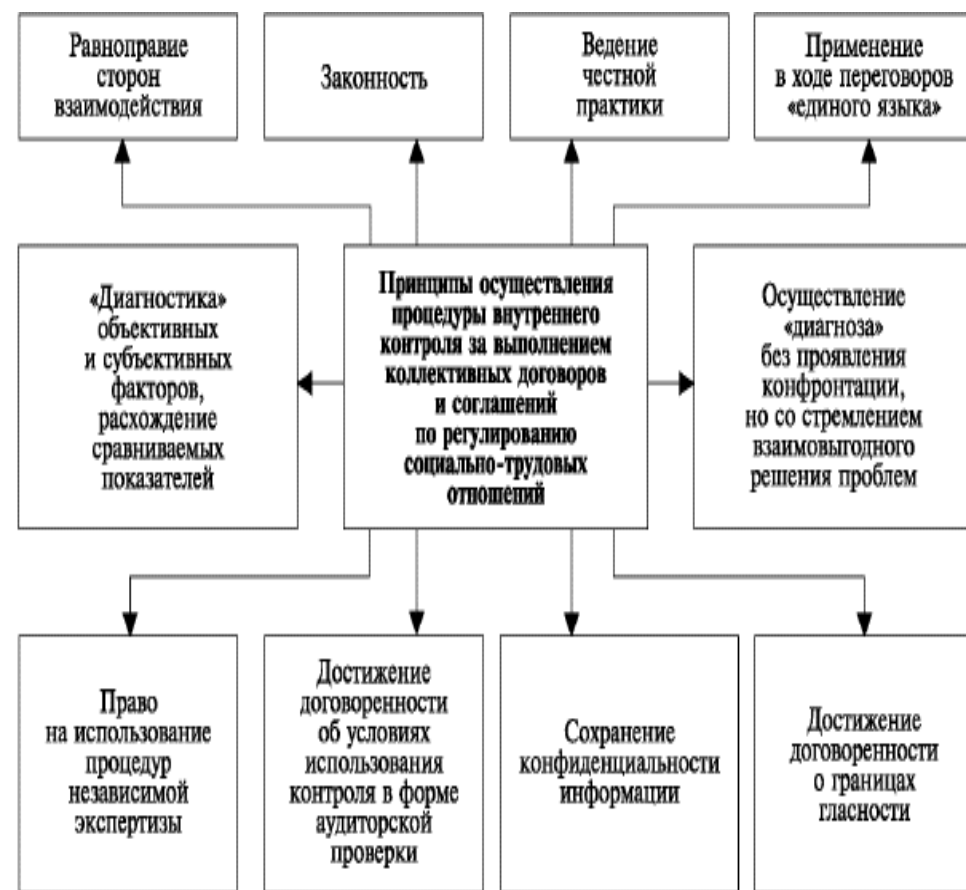 Равноправие
сторон
взаимодействия
Законность
Ведение
честной
практики
Применение
в ходе переговоров
«единого языка»
«Диагностика»
объективных
и субъективных
факторов,
расхождение
сравниваемых
показателей
Принципы осуществления
процедуры внутреннего
контроля за выполнением
коллективных договоров
и соглашений
по регулированию
социально-трудовых
отношений
Осуществление
«диагноза»
без проявления
конфронтации,
но со стремлением
взаимовыгодного
решения проблем
Право
на использование
процедур
независимой
экспертизы
Достижение
договоренности
об условиях
использования
контроля в форме
аудиторской
проверки
Сохранение
конфиденциальности
информации
Достижение
договоренности
о границах
гласности